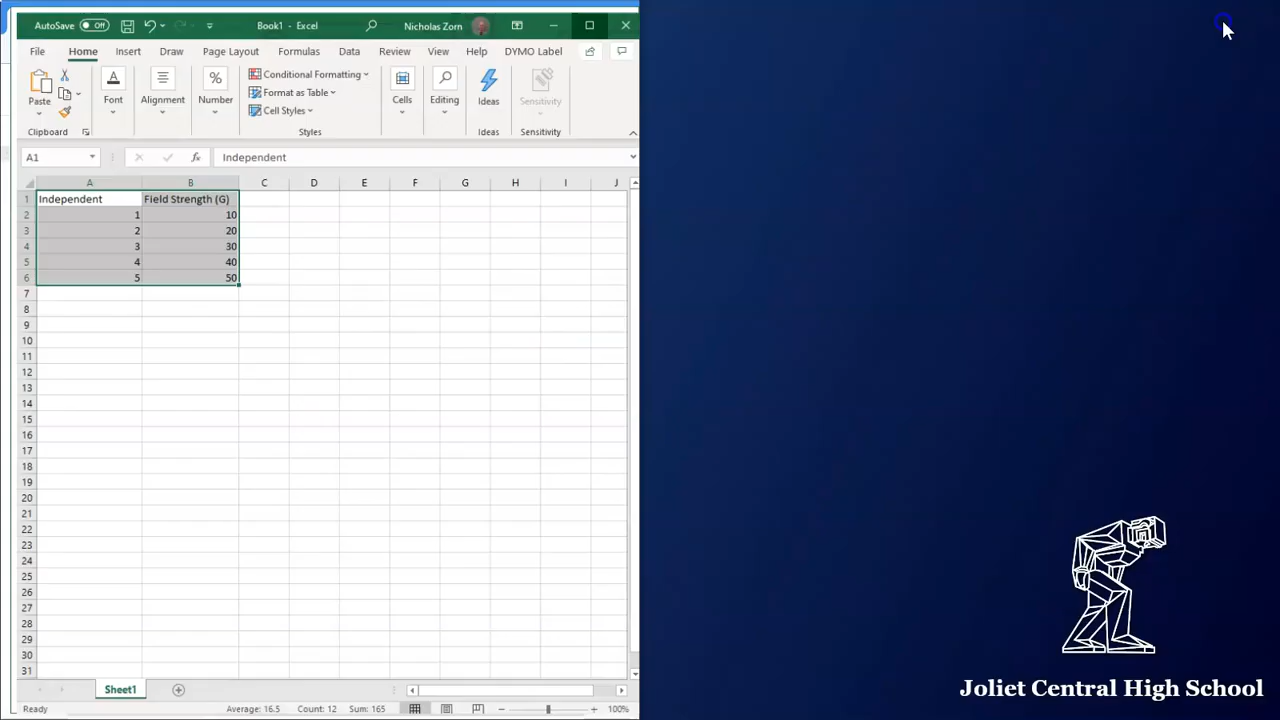 AutoSave Off Book1 - Excel Nicholas Zorn
File Home Insert Draw Page Layout Formulas Data Review View Help DYMO Label
Paste Font Alignment Number Conditional Formatting Cells Editing Ideas Sensitivity
Format as Table
Cell Styles
Clipboard Styles Ideas Sensitivity
A1 fx Independent
A B C D E F G H I J
1 Independent Field Strength (G)
2 1 10
3 2 20
4 3 30
5 4 40
6 5 50
7
8
9
10
11
12
13
14
15
16
17
18
19
20
21
22
23
24
25
26
27
28
29
30
31
Sheet1
Ready Average: 16.5 Count: 12 Sum: 165 100%
Joliet Central High School